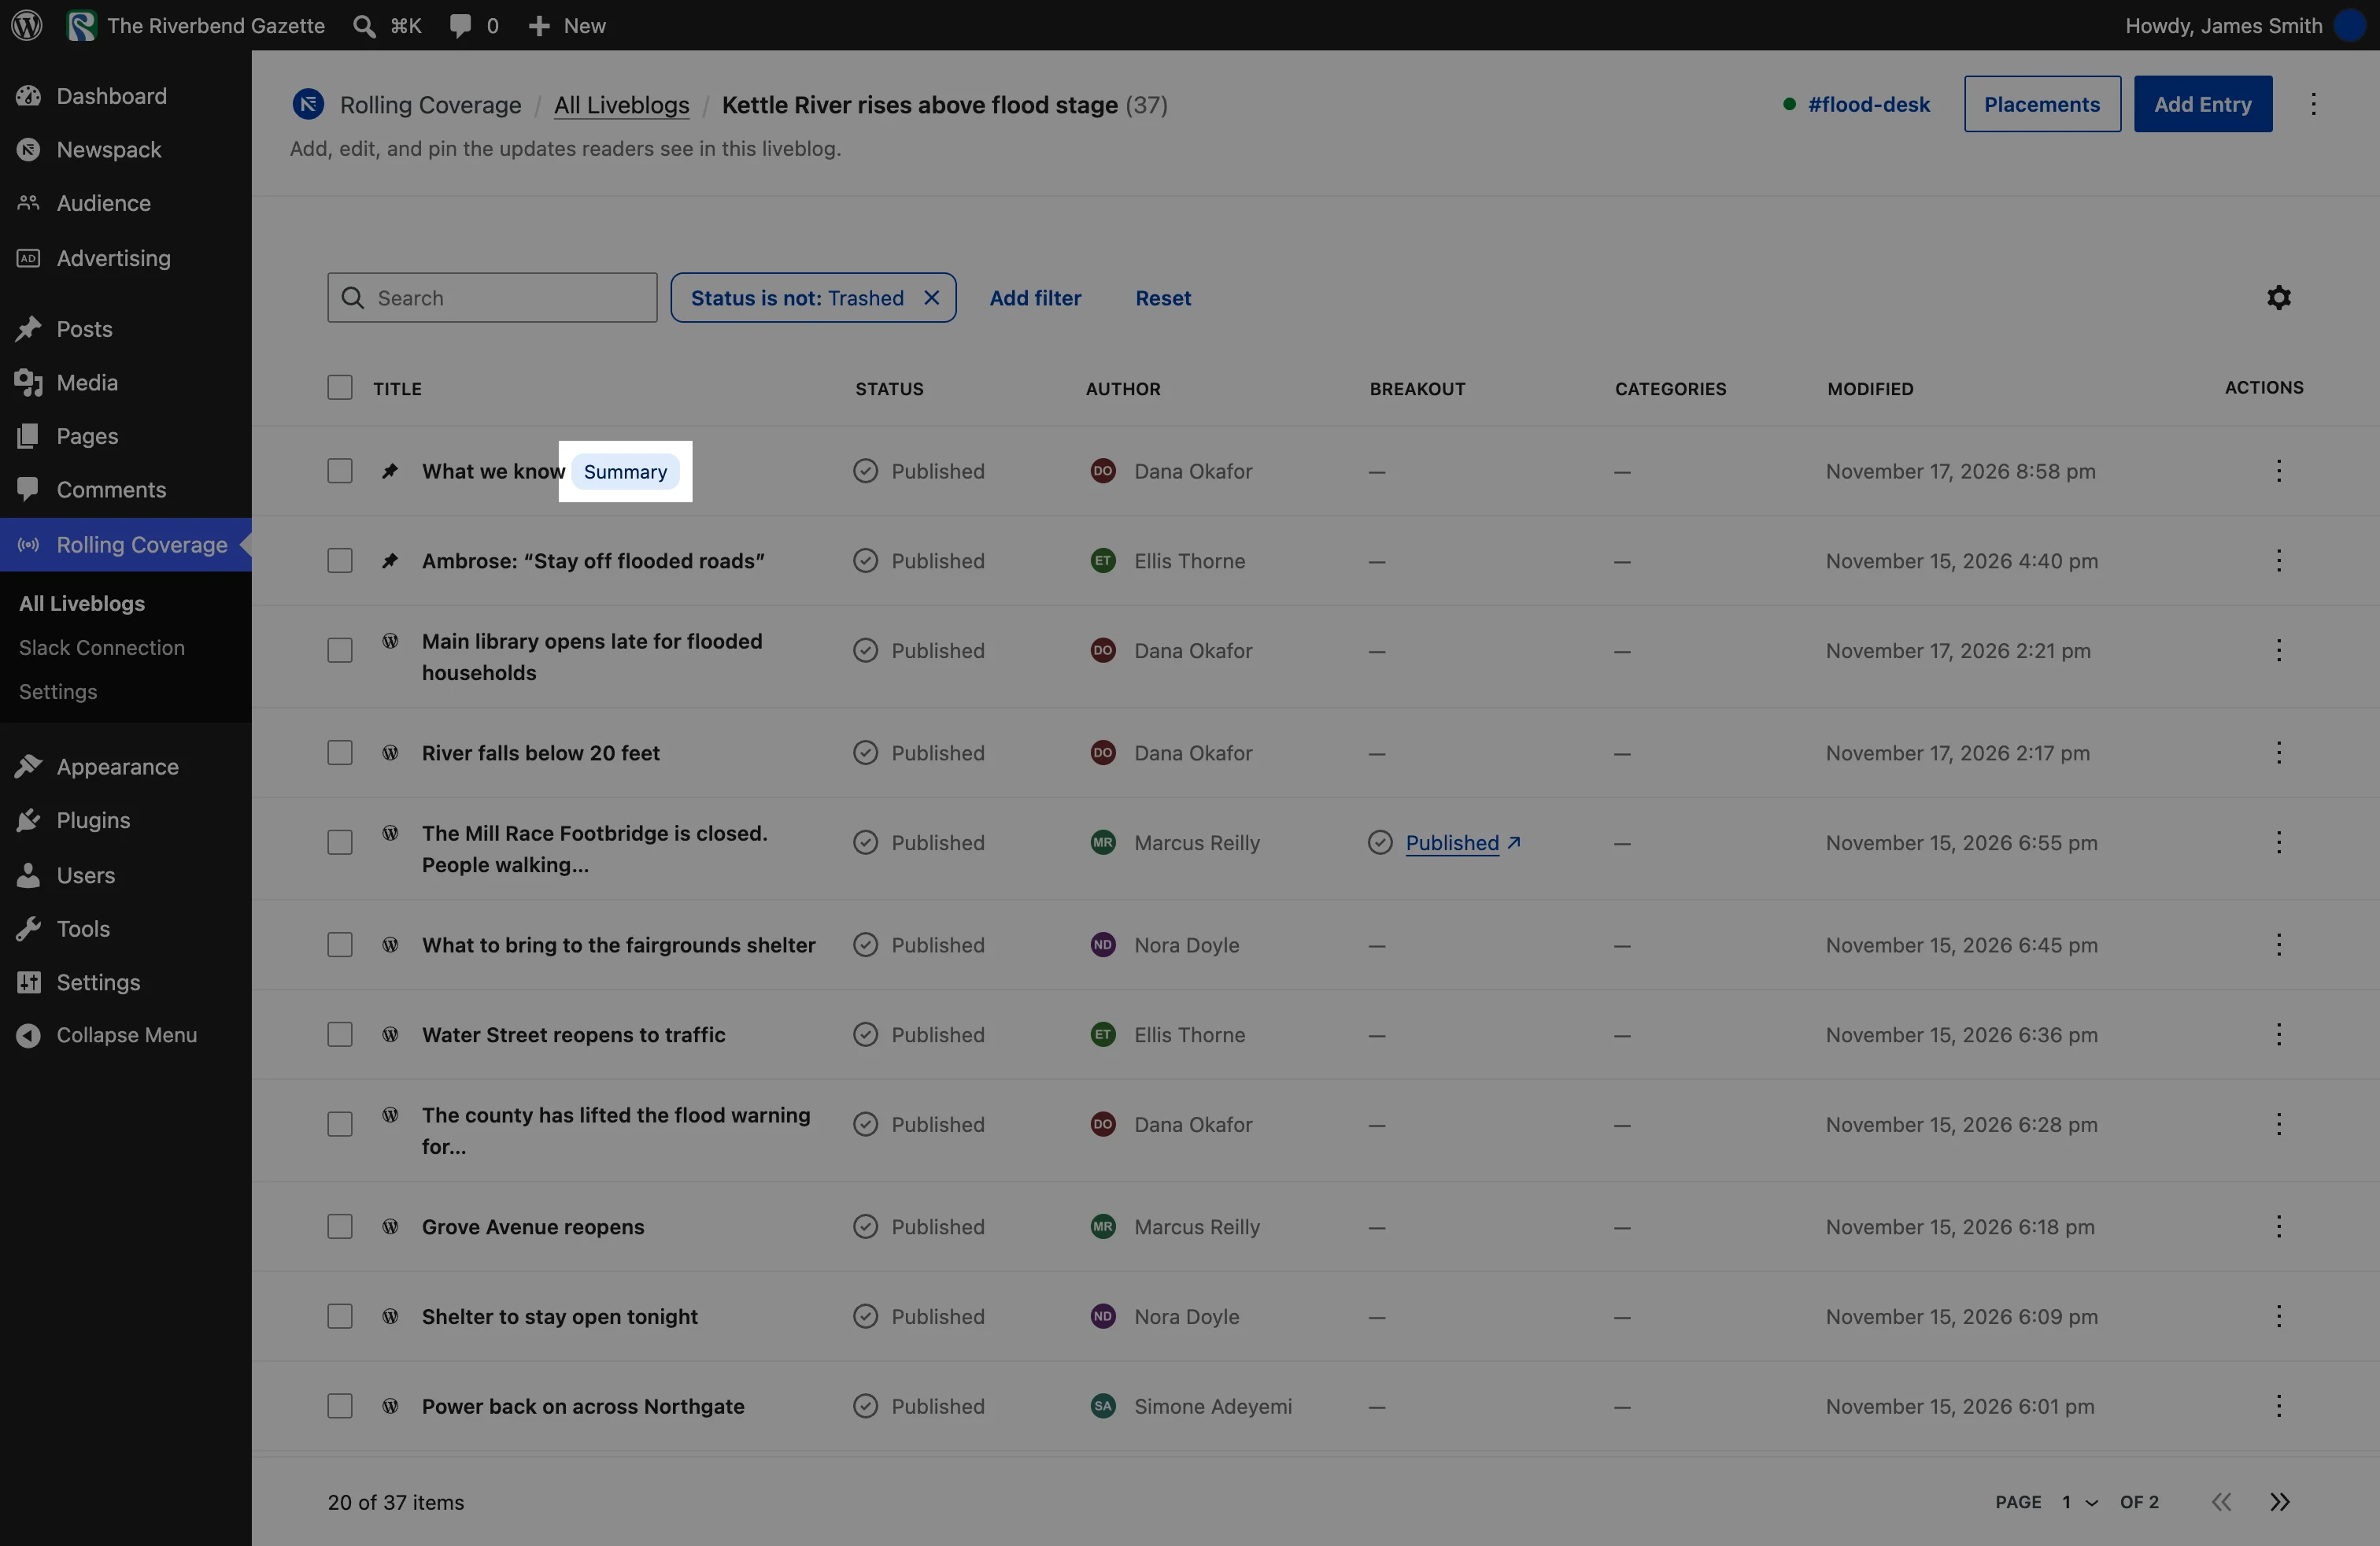 The Riverbend Gazette ⌘K 0 New Howdy, James Smith
Dashboard
Newspack
Audience
AD Advertising
Posts
Media
Pages
Comments
Rolling Coverage
All Liveblogs
Slack Connection
Settings
Appearance
Plugins
Users
Tools
Settings
Collapse Menu
Rolling Coverage / All Liveblogs / Kettle River rises above flood stage (37) #flood-desk Placements Add Entry
Add, edit, and pin the updates readers see in this liveblog.
Search Status is not: Trashed Add filter Reset
TITLE STATUS AUTHOR BREAKOUT CATEGORIES MODIFIED ACTIONS
What we know Summary Published DO Dana Okafor — — November 17, 2026 8:58 pm
Ambrose: “Stay off flooded roads” Published ET Ellis Thorne — — November 15, 2026 4:40 pm
Main library opens late for flooded
households Published DO Dana Okafor — — November 17, 2026 2:21 pm
River falls below 20 feet Published DO Dana Okafor — — November 17, 2026 2:17 pm
The Mill Race Footbridge is closed.
People walking... Published MR Marcus Reilly Published ↗ — November 15, 2026 6:55 pm
What to bring to the fairgrounds shelter Published ND Nora Doyle — — November 15, 2026 6:45 pm
Water Street reopens to traffic Published ET Ellis Thorne — — November 15, 2026 6:36 pm
The county has lifted the flood warning
for... Published DO Dana Okafor — — November 15, 2026 6:28 pm
Grove Avenue reopens Published MR Marcus Reilly — — November 15, 2026 6:18 pm
Shelter to stay open tonight Published ND Nora Doyle — — November 15, 2026 6:09 pm
Power back on across Northgate Published SA Simone Adeyemi — — November 15, 2026 6:01 pm
20 of 37 items PAGE 1 OF 2